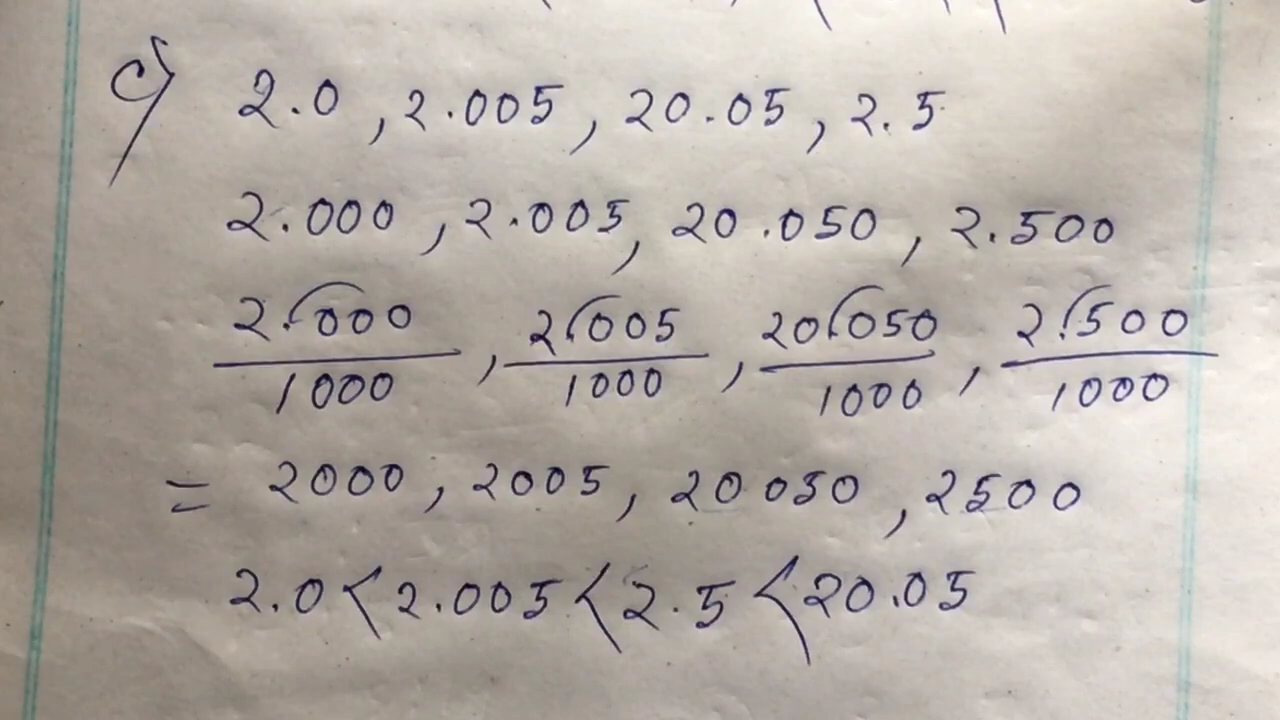 c) 2.0 , 2.005 , 20.05 , 2.5
2.000 , 2.005 , 20.050 , 2.500
2.000/1000 , 2.005/1000 , 20.050/1000 , 2.500/1000
= 2000 , 2005 , 20050 , 2500
2.0 < 2.005 < 2.5 < 20.05